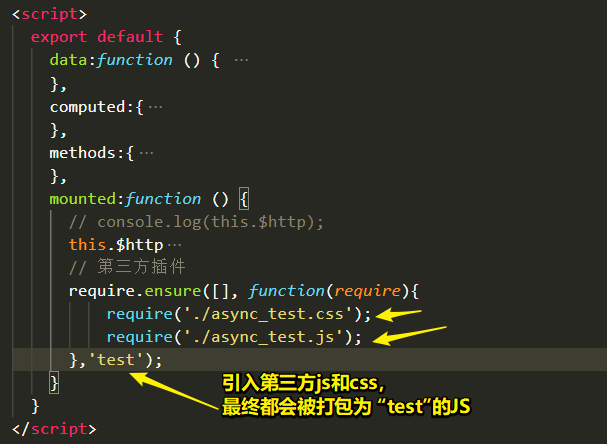 <script>
export default {
data:function () { ...
},
computed:{...
},
methods:{...
},
mounted:function () {
// console.log(this.$http);
this.$http...
// 第三方插件
require.ensure([], function(require){
require('./async_test.css');
require('./async_test.js');
},'test');
}
引入第三方js和css,
最终都会被打包为 “test”的JS
}
</script>